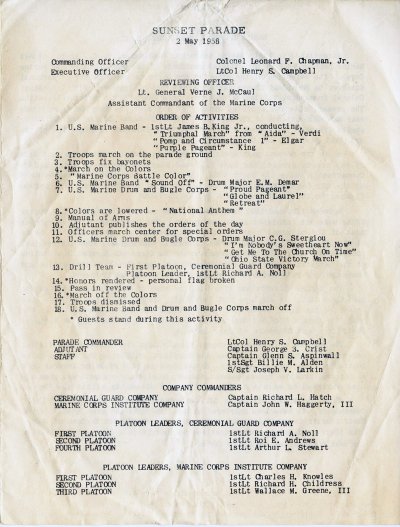 SUNSET PARADE
2 May 1958
Commanding Officer Colonel Leonard F. Chapman, Jr.
Executive Officer LtCol Henry S. Campbell
REVIEWING OFFICER
Lt. General Verne J. McCaul
Assistant Commandant of the Marine Corps
ORDER OF ACTIVITIES
1. U.S. Marine Band - 1stLt James B. King Jr., conducting,
"Triumphal March" from "Aida" - Verdi
"Pomp and Circumstance 1" - Elgar
"Purple Pageant" - King
2. Troops march on the parade ground
3. Troops fix bayonets
4. *March on the Colors
5. "Marine Corps Battle Color"
6. U.S. Marine Band "Sound Off" - Drum Major E.M. Demar
7. U.S. Marine Drum and Bugle Corps - "Proud Pageant"
"Globe and Laurel"
"Retreat"
8. *Colors are lowered - "National Anthem"
9. Manual of Arms
10. Adjutant publishes the orders of the day
11. Officers march center for special orders
12. U.S. Marine Drum and Bugle Corps - Drum Major C.G. Stergiou
"I'm Nobody's Sweetheart Now"
"Get Me To The Church On Time"
"Ohio State Victory March"
13. Drill Team - First Platoon, Ceremonial Guard Company
Platoon Leader, 1stLt Richard A. Noll
14. *Honors rendered - personal flag broken
15. Pass in review
16. *March off the Colors
17. Troops dismissed
18. U.S. Marine Band and Drum and Bugle Corps march off
* Guests stand during this activity
PARADE COMMANDER LtCol Henry S. Campbell
ADJUTANT Captain George J. Crist
STAFF Captain Glenn S. Aspinwall
1stSgt Billie M. Alden
S/Sgt Joseph V. Larkin
COMPANY COMMANDERS
CEREMONIAL GUARD COMPANY Captain Richard L. Hatch
MARINE CORPS INSTITUTE COMPANY Captain John W. Haggerty, III
PLATOON LEADERS, CEREMONIAL GUARD COMPANY
FIRST PLATOON 1stLt Richard A. Noll
SECOND PLATOON 1stLt Roi E. Andrews
FOURTH PLATOON 1stLt Arthur L. Stewart
PLATOON LEADERS, MARINE CORPS INSTITUTE COMPANY
FIRST PLATOON 1stLt Charles H. Knowles
SECOND PLATOON 1stLt Richard H. Childress
THIRD PLATOON 1stLt Wallace M. Greene, III